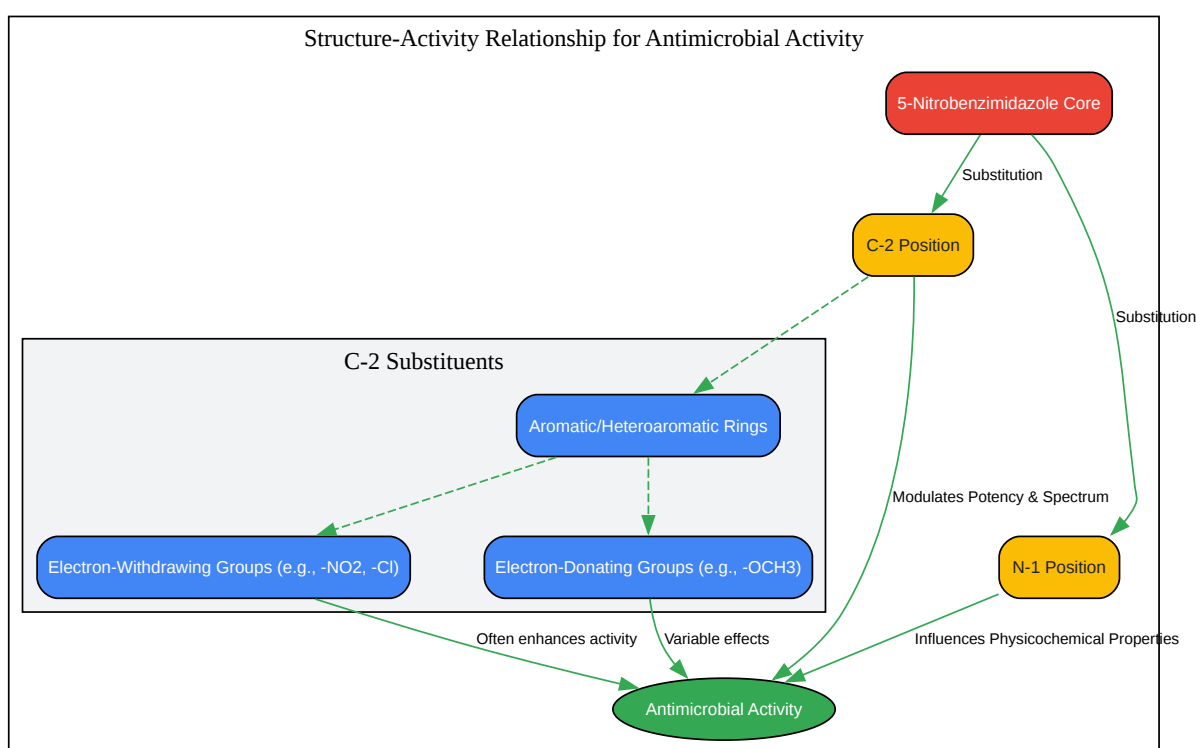 Structure-Activity Relationship for Antimicrobial Activity
5-Nitrobenzimidazole Core
Substitution
C-2 Position
Substitution
C-2 Substituents
Aromatic/Heteroaromatic Rings
Modulates Potency & Spectrum
Electron-Withdrawing Groups (e.g., -NO2, -Cl)
Electron-Donating Groups (e.g., -OCH3)
N-1 Position
Often enhances activity
Variable effects
Influences Physicochemical Properties
Antimicrobial Activity